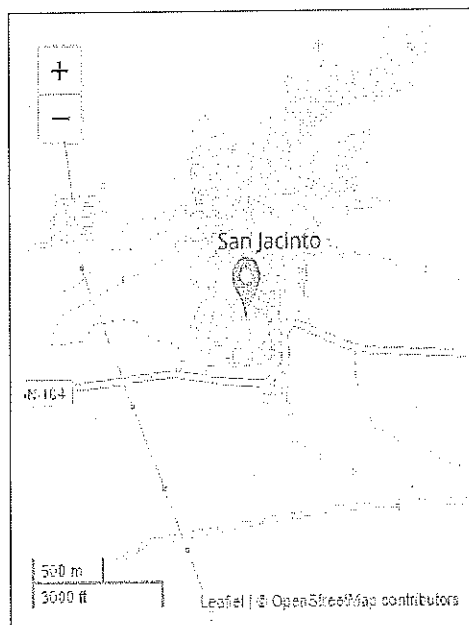 +
−
San Jacinto
500 m
3000 ft
Leaflet | © OpenStreetMap contributors